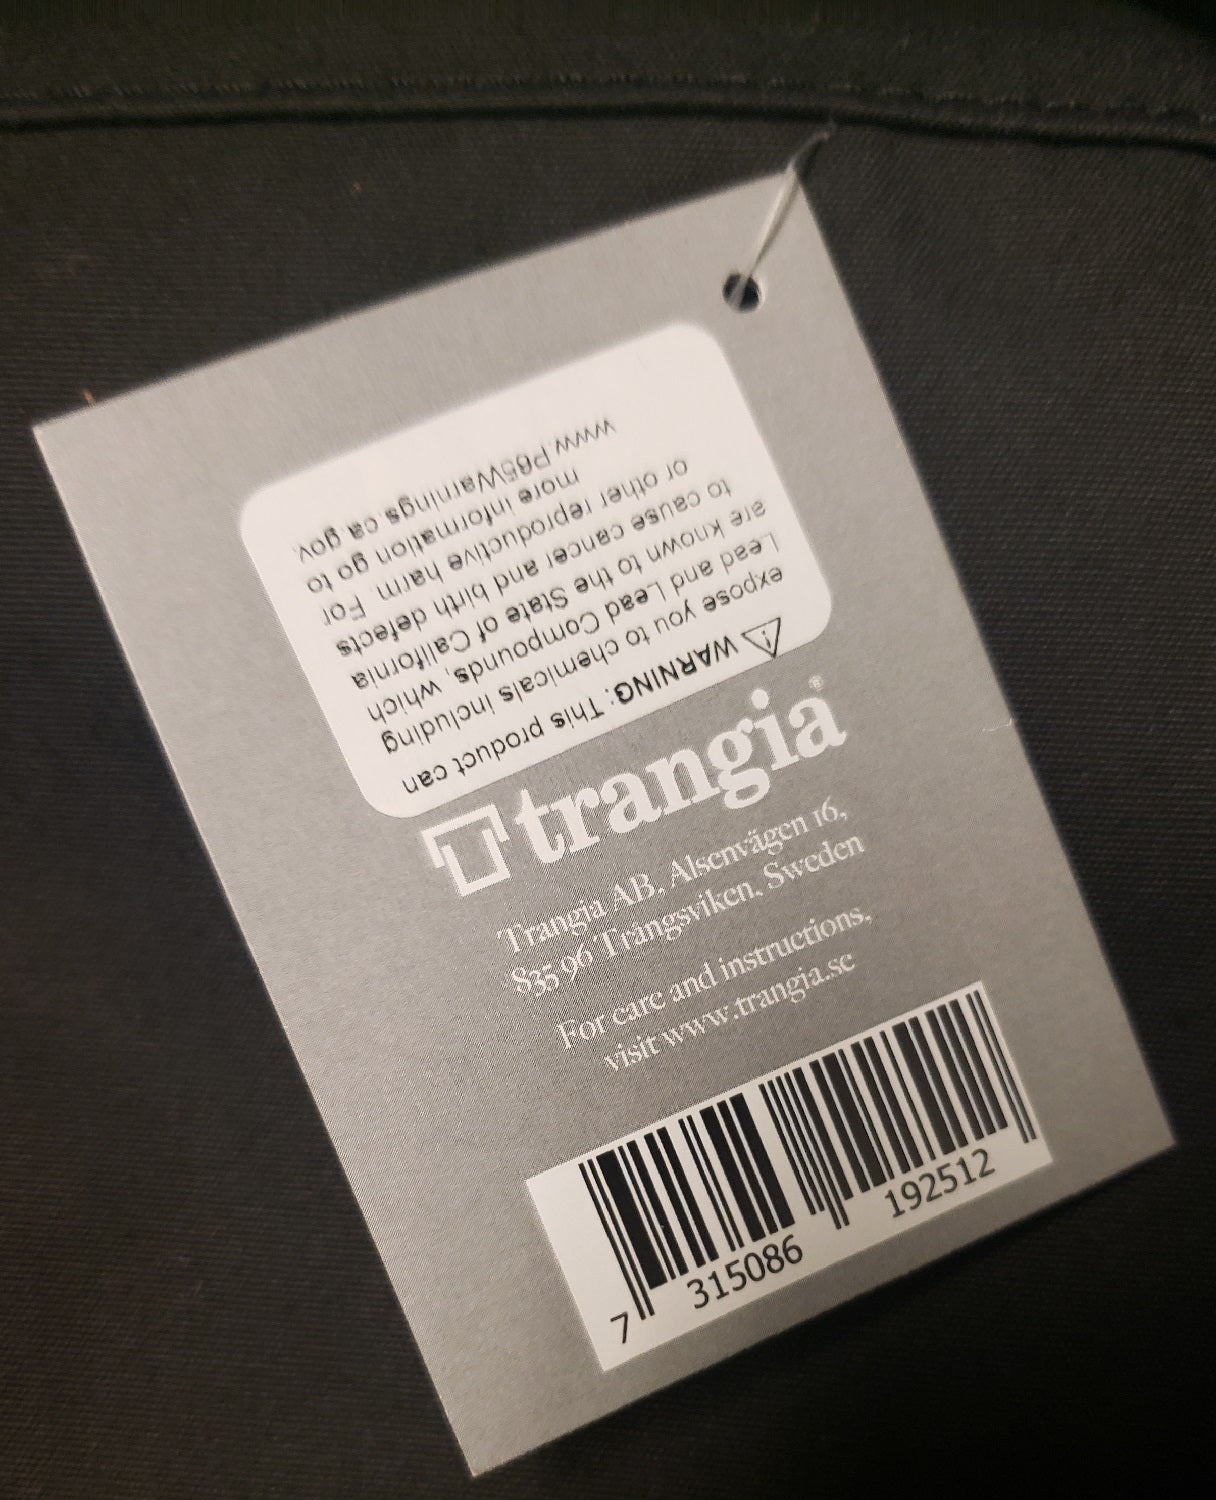 ⚠ WARNING: This product can
expose you to chemicals including
Lead and Lead Compounds, which
are known to the State of California
to cause cancer and birth defects
or other reproductive harm. For
more information go to
www.P65Warnings.ca.gov.
trangia®
Trangia AB, Alsenvägen 16,
835 96 Trångsviken, Sweden
For care and instructions,
visit www.trangia.se
7 315086 192512